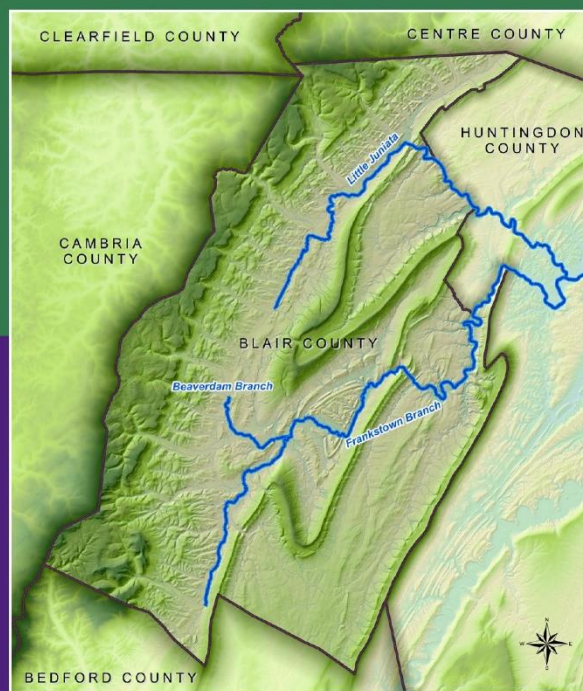 CLEARFIELD COUNTY
CENTRE COUNTY
HUNTINGDON
COUNTY
Little Juniata
CAMBRIA
COUNTY
BLAIR COUNTY
Beaverdam Branch
Frankstown Branch
BEDFORD COUNTY
N
W
E
S